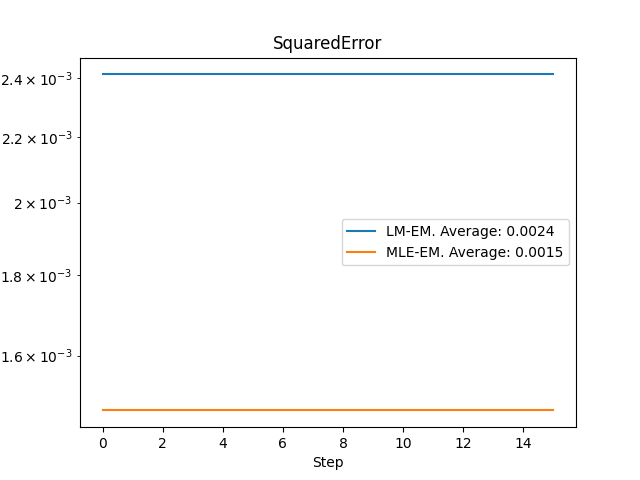 SquaredError
2.4 × 10⁻³
2.2 × 10⁻³
2 × 10⁻³
1.8 × 10⁻³
1.6 × 10⁻³
LM-EM. Average: 0.0024
MLE-EM. Average: 0.0015
0 2 4 6 8 10 12 14
Step